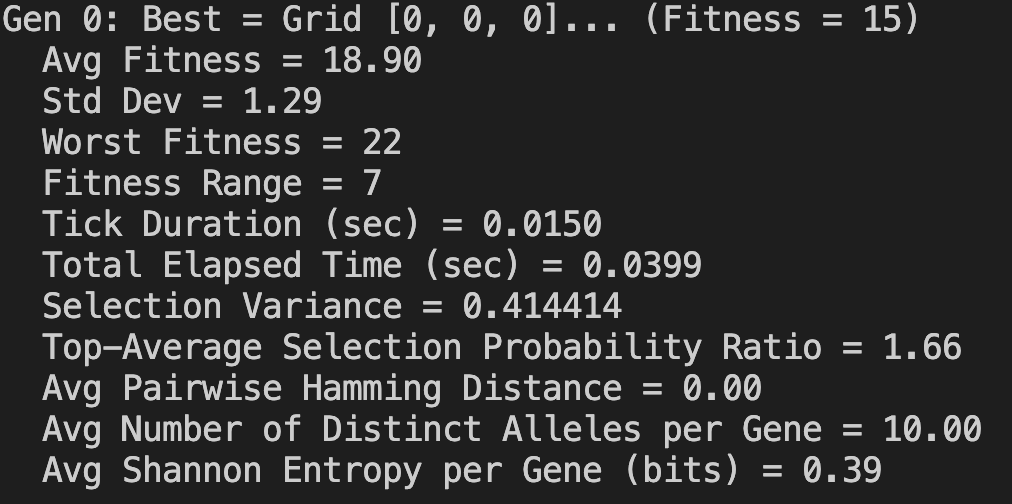 Gen 0: Best = Grid [0, 0, 0]... (Fitness = 15)
Avg Fitness = 18.90
Std Dev = 1.29
Worst Fitness = 22
Fitness Range = 7
Tick Duration (sec) = 0.0150
Total Elapsed Time (sec) = 0.0399
Selection Variance = 0.414414
Top-Average Selection Probability Ratio = 1.66
Avg Pairwise Hamming Distance = 0.00
Avg Number of Distinct Alleles per Gene = 10.00
Avg Shannon Entropy per Gene (bits) = 0.39